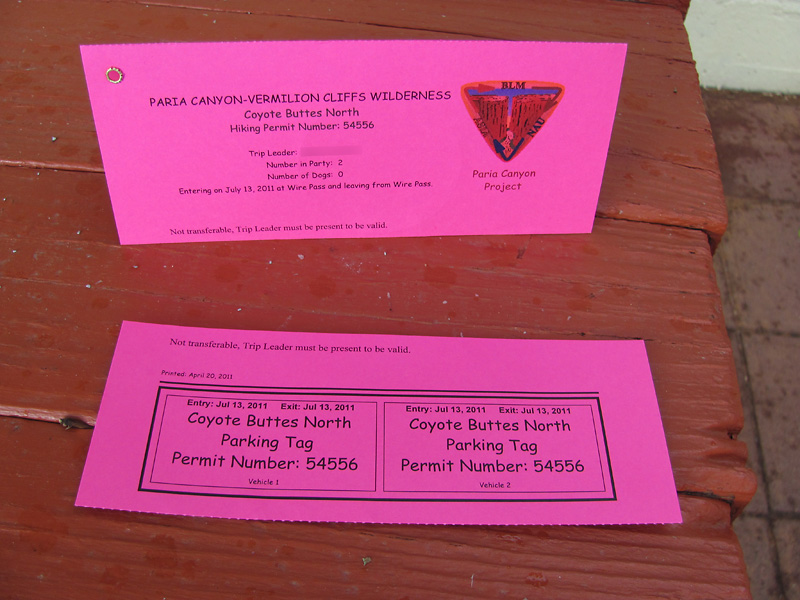 PARIA CANYON-VERMILION CLIFFS WILDERNESS
Coyote Buttes North
Hiking Permit Number: 54556
Trip Leader:
Number in Party: 2
Number of Dogs: 0
Entering on July 13, 2011 at Wire Pass and leaving from Wire Pass.
Not transferable, Trip Leader must be present to be valid.
BLM
NAU
Paria Canyon
Project
Not transferable, Trip Leader must be present to be valid.
Printed: April 20, 2011
Entry: Jul 13, 2011 Exit: Jul 13, 2011
Coyote Buttes North
Parking Tag
Permit Number: 54556
Vehicle 1
Entry: Jul 13, 2011 Exit: Jul 13, 2011
Coyote Buttes North
Parking Tag
Permit Number: 54556
Vehicle 2